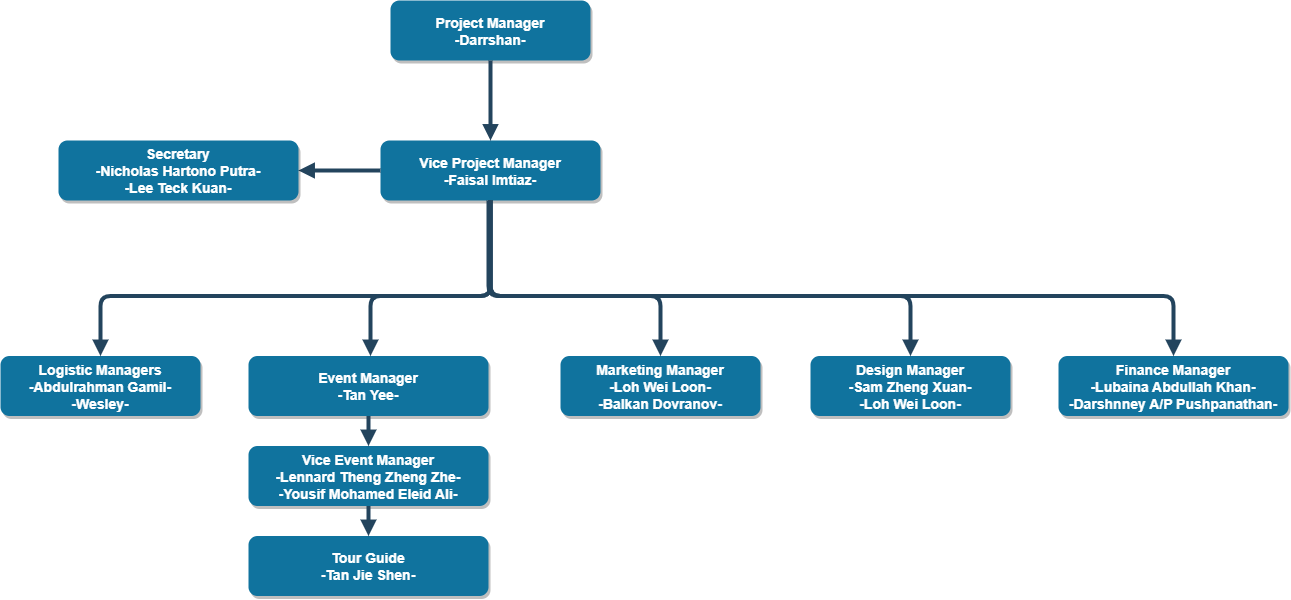 Project Manager
-Darrshan-
Secretary
-Nicholas Hartono Putra-
-Lee Teck Kuan-
Vice Project Manager
-Faisal Imtiaz-
Logistic Managers
-Abdulrahman Gamil-
-Wesley-
Event Manager
-Tan Yee-
Marketing Manager
-Loh Wei Loon-
-Balkan Dovranov-
Design Manager
-Sam Zheng Xuan-
-Loh Wei Loon-
Finance Manager
-Lubaina Abdullah Khan-
-Darshnney A/P Pushpanathan-
Vice Event Manager
-Lennard Theng Zheng Zhe-
-Yousif Mohamed Eleid Ali-
Tour Guide
-Tan Jie Shen-